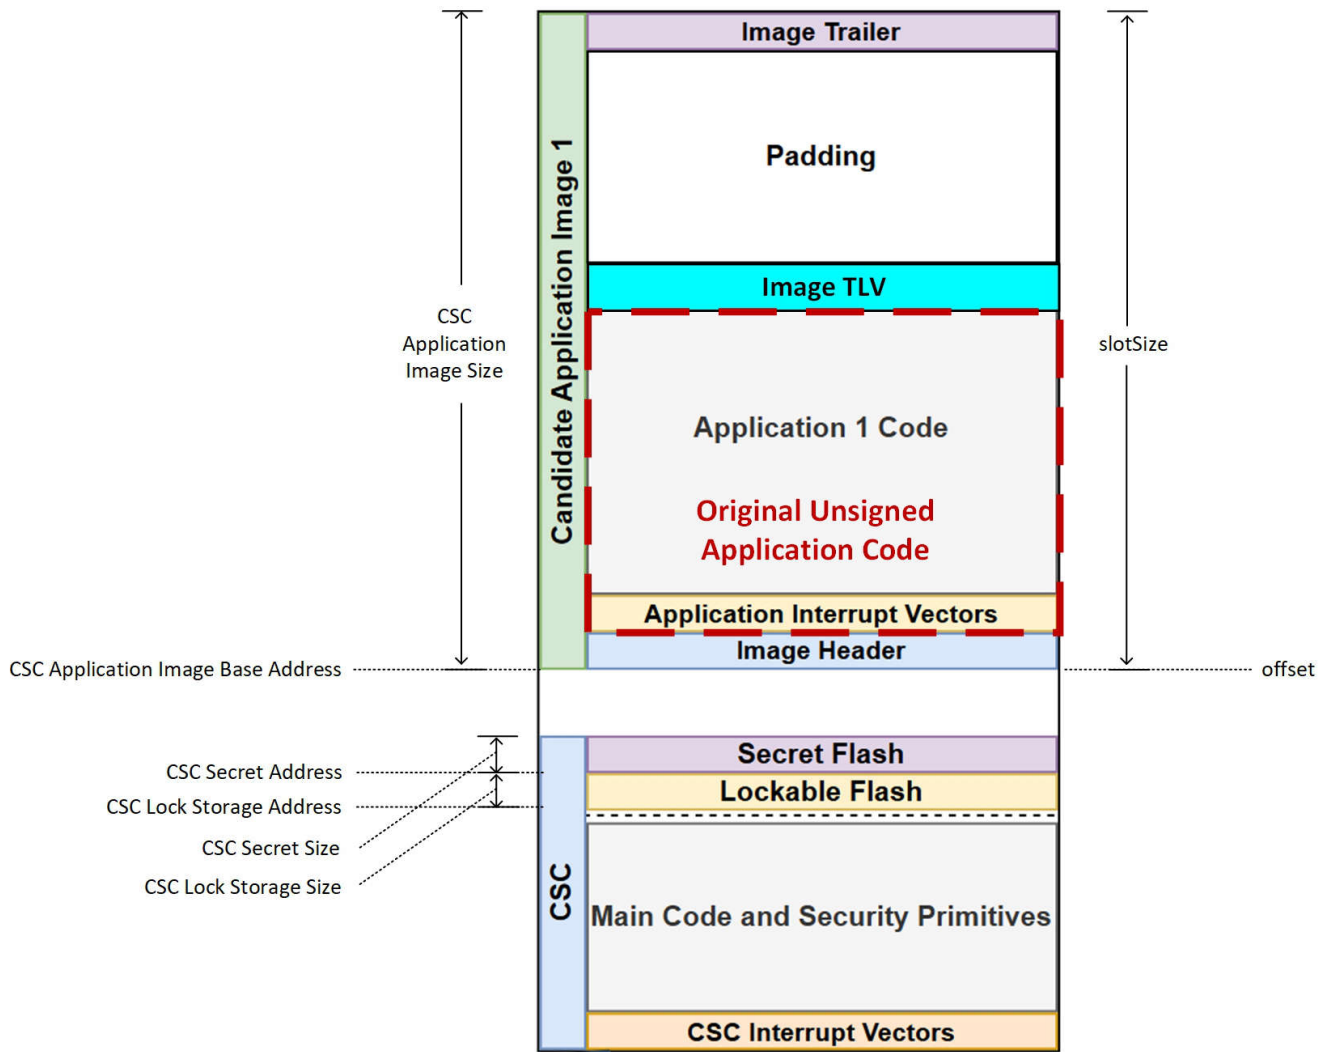 Image Trailer
Padding
Candidate Application Image 1
Image TLV
CSC
Application
Image Size
slotSize
Application 1 Code
Original Unsigned
Application Code
Application Interrupt Vectors
Image Header
CSC Application Image Base Address
offset
Secret Flash
CSC Secret Address
Lockable Flash
CSC Lock Storage Address
CSC Secret Size
CSC Lock Storage Size
CSC
Main Code and Security Primitives
CSC Interrupt Vectors